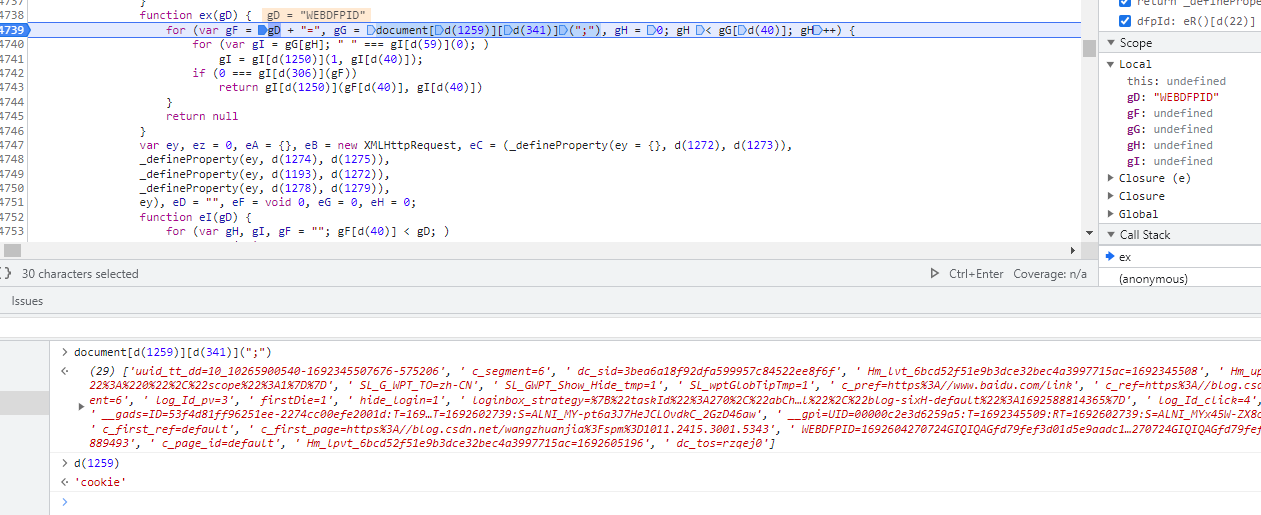 4737 }
4738 function ex(gD) { gD = "WEBDFPID"
4739 for (var gF = gD + "=", gG = document[d(1259)][d(341)](";"), gH = 0; gH < gG[d(40)]; gH++) {
4740 for (var gI = gG[gH]; " " === gI[d(59)](0); )
4741 gI = gI[d(1250)](1, gI[d(40)]);
4742 if (0 === gI[d(306)](gF))
4743 return gI[d(1250)](gF[d(40)], gI[d(40)])
4744 }
4745 return null
4746 }
4747 var ey, ez = 0, eA = {}, eB = new XMLHttpRequest, eC = (_defineProperty(ey = {}, d(1272), d(1273)),
4748 _defineProperty(ey, d(1274), d(1275)),
4749 _defineProperty(ey, d(1193), d(1272)),
4750 _defineProperty(ey, d(1278), d(1279)),
4751 ey), eD = "", eF = void 0, eG = 0, eH = 0;
4752 function eI(gD) {
4753 for (var gH, gI, gF = ""; gF[d(40)] < gD; )
return _definePrope
dfpId: eR()[d(22)]
Scope
Local
this: undefined
gD: "WEBDFPID"
gF: undefined
gG: undefined
gH: undefined
gI: undefined
Closure (e)
Closure
Global
Call Stack
ex
(anonymous)
{} 30 characters selected
Ctrl+Enter Coverage: n/a
Issues
document[d(1259)][d(341)](";")
(29) ['uuid_tt_dd=10_10265900540-1692345507676-575206', ' c_segment=6', ' dc_sid=3bea6a18f92dfa599957c84522ee8f6f', ' Hm_lvt_6bcd52f51e9b3dce32bec4a3997715ac=1692345508', ' Hm_up
22%3A%220%22%2C%22scope%22%3A1%7D%7D', ' SL_G_WPT_TO=zh-CN', ' SL_GWPT_Show_Hide_tmp=1', ' SL_wptGlobTipTmp=1', ' c_pref=https%3A//www.baidu.com/link', ' c_ref=https%3A//blog.csd
ent=6', ' log_Id_pv=3', ' firstDie=1', ' hide_login=1', ' loginbox_strategy=%7B%22taskId%22%3A270%2C%22abCh…l%22%2C%22blog-sixH-default%22%3A1692588814365%7D', ' log_Id_click=4', '
' __gads=ID=53f4d81ff96251ee-2274cc00efe2001d:T=169…T=1692602739:S=ALNI_MY-pt6a3J7HeJCLOvdkC_2GzD46aw', ' __gpi=UID=00000c2e3d6259a5:T=1692345509:RT=1692602739:S=ALNI_MYx45W-ZX8c
' c_first_ref=default', ' c_first_page=https%3A//blog.csdn.net/wangzhuanjia%3Fspm%3D1011.2415.3001.5343', ' WEBDFPID=1692604270724GIQIQAGfd79fef3d01d5e9aadc1…270724GIQIQAGfd79fef
889493', ' c_page_id=default', ' Hm_lpvt_6bcd52f51e9b3dce32bec4a3997715ac=1692605196', ' dc_tos=rzqej0']
d(1259)
'cookie'